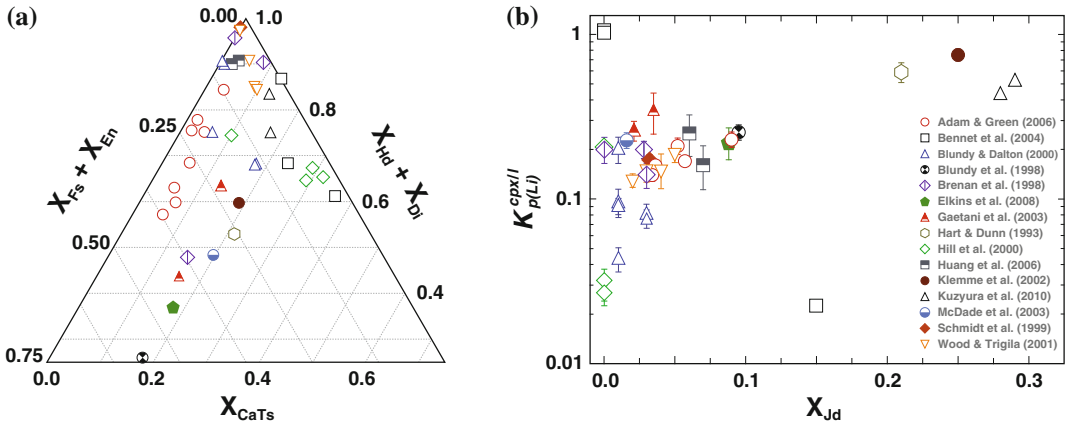 (a)
0.00
1.0
0.25
0.8
X_Fs + X_En
X_Hd + X_Di
0.50
0.6
0.75
0.4
0.0
0.2
0.4
0.6
X_CaTs
(b)
K_p(Li)^cpx/l
1
0.1
0.01
0.0
0.1
0.2
0.3
X_Jd
Adam & Green (2006)
Bennet et al. (2004)
Blundy & Dalton (2000)
Blundy et al. (1998)
Brenan et al. (1998)
Elkins et al. (2008)
Gaetani et al. (2003)
Hart & Dunn (1993)
Hill et al. (2000)
Huang et al. (2006)
Klemme et al. (2002)
Kuzyura et al. (2010)
McDade et al. (2003)
Schmidt et al. (1999)
Wood & Trigila (2001)